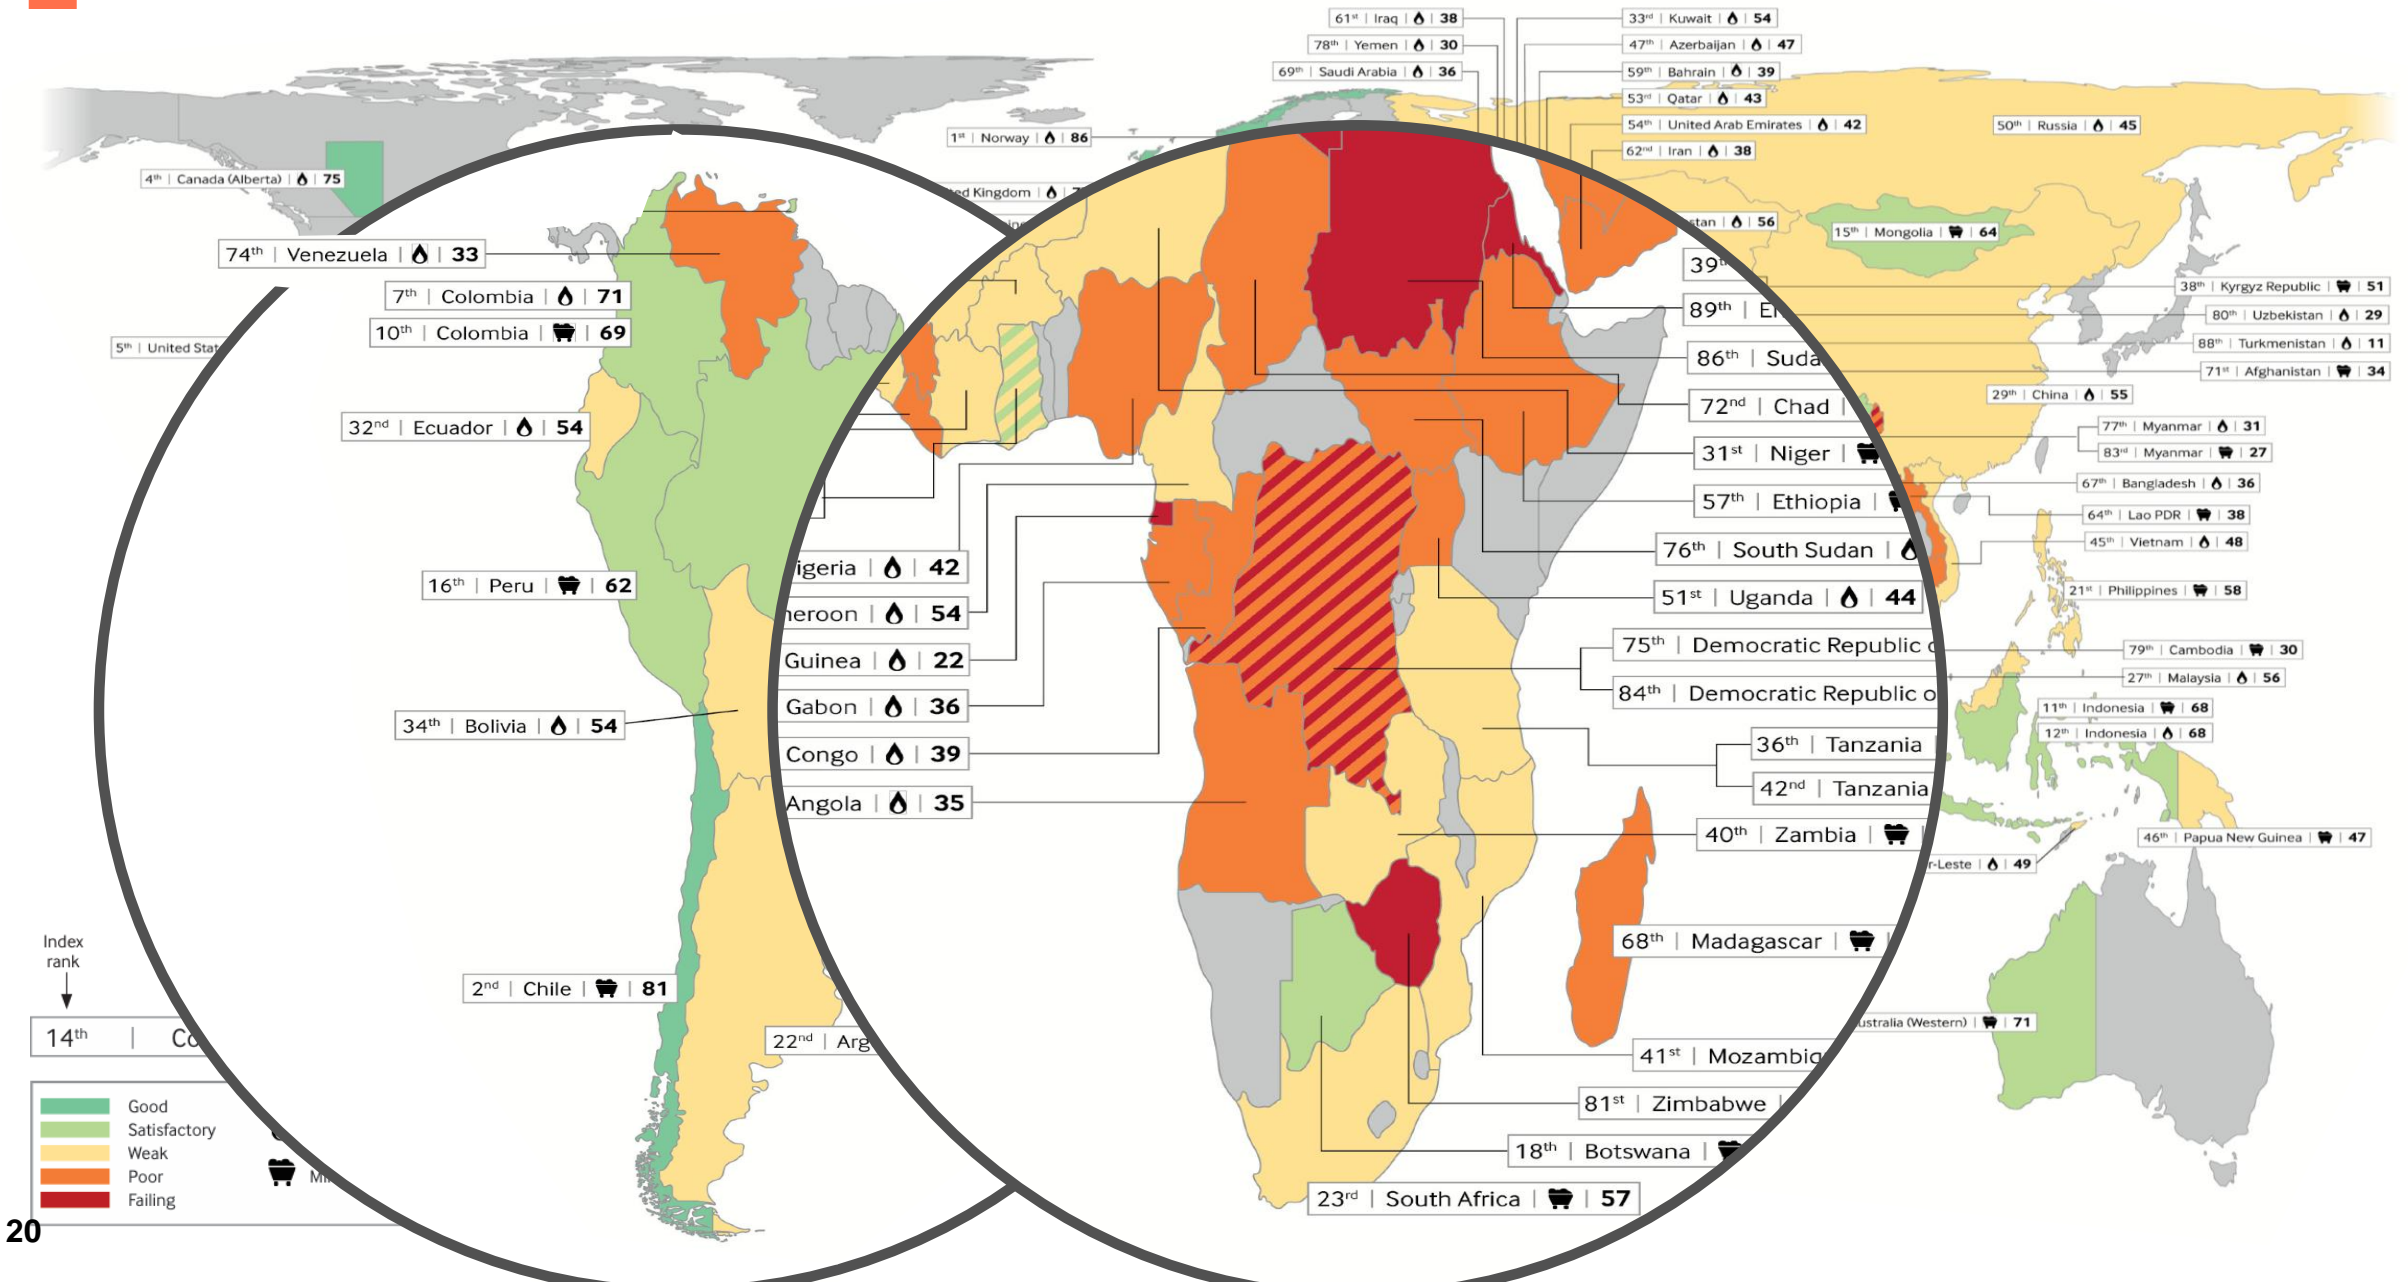 61st | Iraq | 38
78th | Yemen | 30
69th | Saudi Arabia | 36
33rd | Kuwait | 54
47th | Azerbaijan | 47
59th | Bahrain | 39
53rd | Qatar | 43
54th | United Arab Emirates | 42
62nd | Iran | 38
50th | Russia | 45
1st | Norway | 86
4th | Canada (Alberta) | 75
Kingdom
56
15th | Mongolia | 64
74th | Venezuela | 33
7th | Colombia | 71
10th | Colombia | 69
5th | United
32nd | Ecuador | 54
16th | Peru | 62
34th | Bolivia | 54
2nd | Chile | 81
22nd |
42
54
Guinea | 22
Gabon | 36
Congo | 39
Angola | 35
39th
89th
86th
72nd | Chad
31st | Niger
57th | Ethiopia
76th | South Sudan
51st | Uganda | 44
75th | Democratic Republic
84th | Democratic Republic
36th | Tanzania
42nd | Tanzania
40th | Zambia
68th | Madagascar
41st |
81st | Zimbabwe
18th | Botswana
23rd | South Africa | 57
38th | Kyrgyz Republic | 51
80th | Uzbekistan | 29
88th | Turkmenistan | 11
71st | Afghanistan | 34
29th | China | 55
77th | Myanmar | 31
83rd | Myanmar | 27
67th | Bangladesh | 36
64th | Lao PDR | 38
45th | Vietnam | 48
21st | Philippines | 58
79th | Cambodia | 30
27th | Malaysia | 56
11th | Indonesia | 68
12th | Indonesia | 68
46th | Papua New Guinea | 47
-Leste | 49
(Western) | 71
Index
rank
14th |
Good
Satisfactory
Weak
Poor
Failing
20